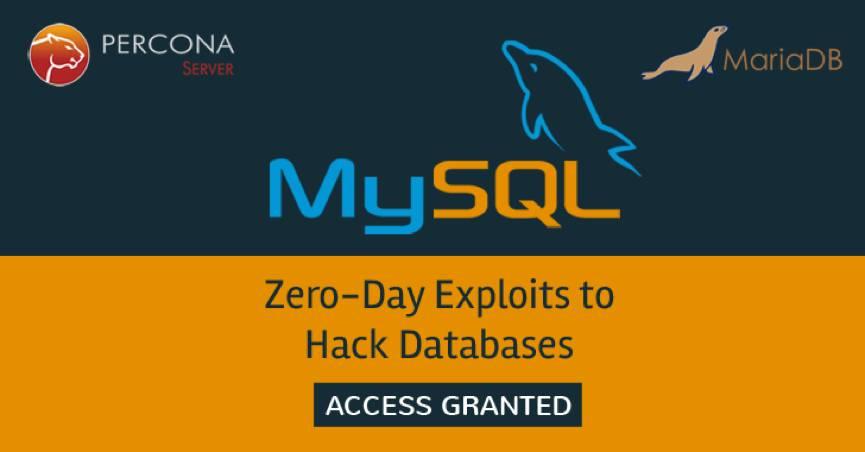 PERCONA
SERVER
MariaDB
MySQL
Zero-Day Exploits to
Hack Databases
ACCESS GRANTED